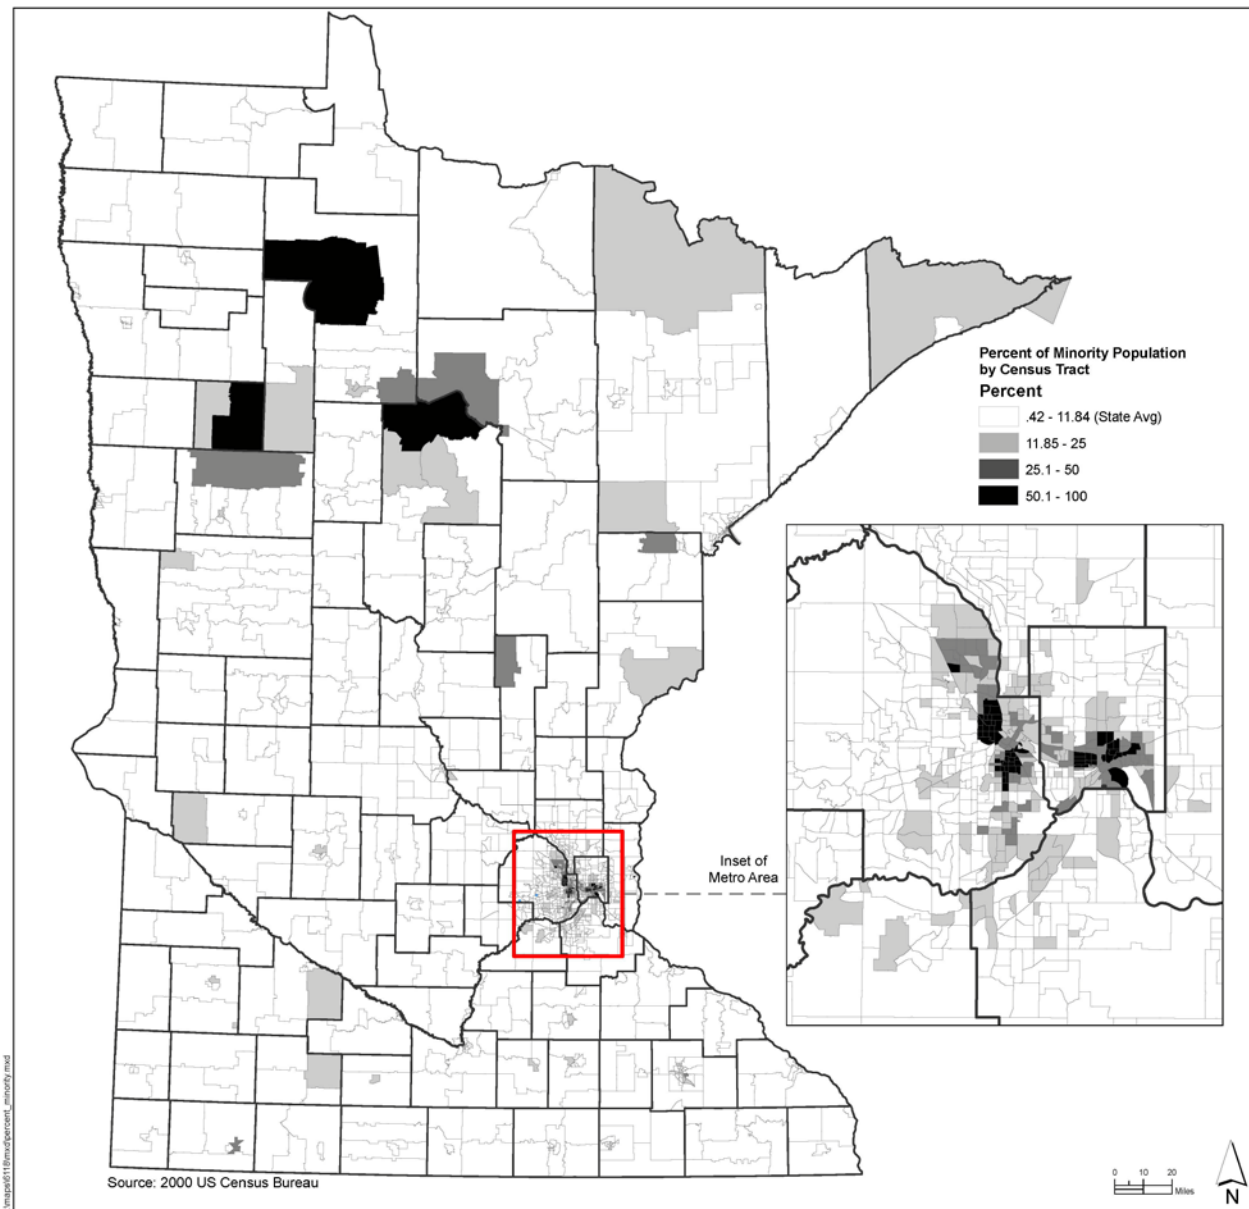 Percent of Minority Population
by Census Tract
Percent
.42 - 11.84 (State Avg)
11.85 - 25
25.1 - 50
50.1 - 100
Inset of
Metro Area
Source: 2000 US Census Bureau
0 10 20
Miles
N